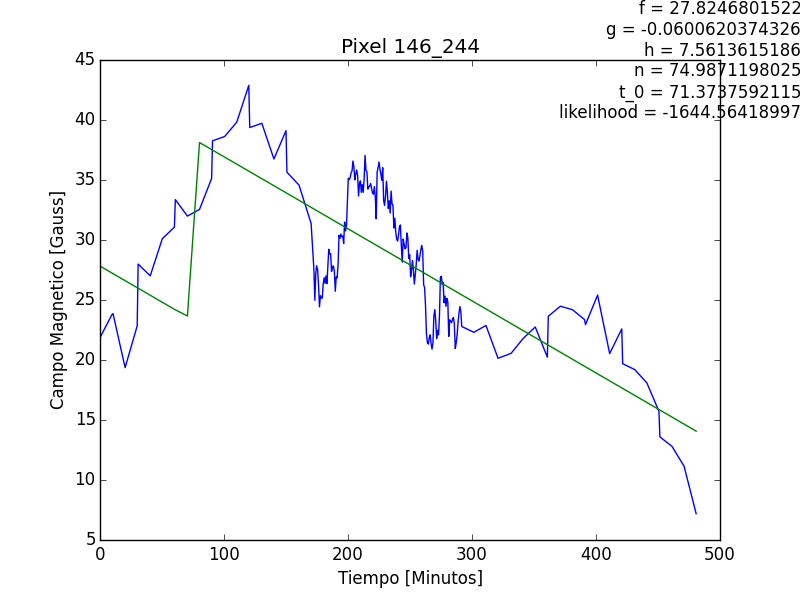 f = 27.8246801522
g = -0.0600620374326
h = 7.5613615186
n = 74.9871198025
t_0 = 71.3737592115
likelihood = -1644.56418997
Pixel 146_244
45
40
35
30
25
20
15
10
5
Campo Magnetico [Gauss]
0 100 200 300 400 500
Tiempo [Minutos]